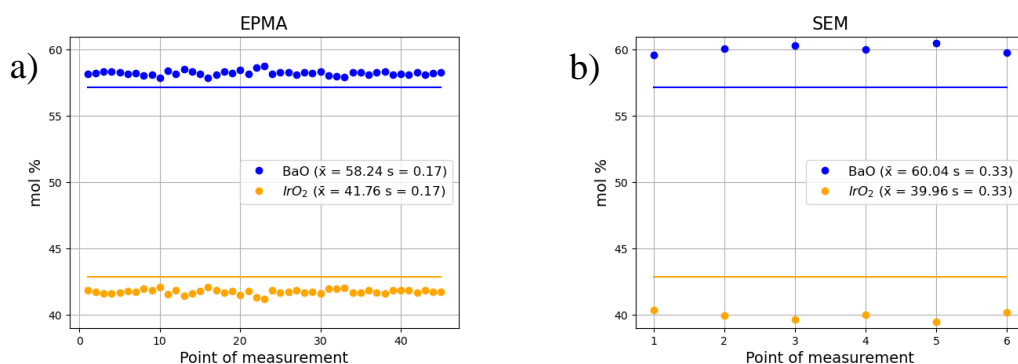 a)
EPMA
60
55
50
45
40
mol %
BaO (x̄ = 58.24 s = 0.17)
IrO₂ (x̄ = 41.76 s = 0.17)
0 10 20 30 40
Point of measurement
b)
SEM
60
55
50
45
40
mol %
BaO (x̄ = 60.04 s = 0.33)
IrO₂ (x̄ = 39.96 s = 0.33)
1 2 3 4 5 6
Point of measurement